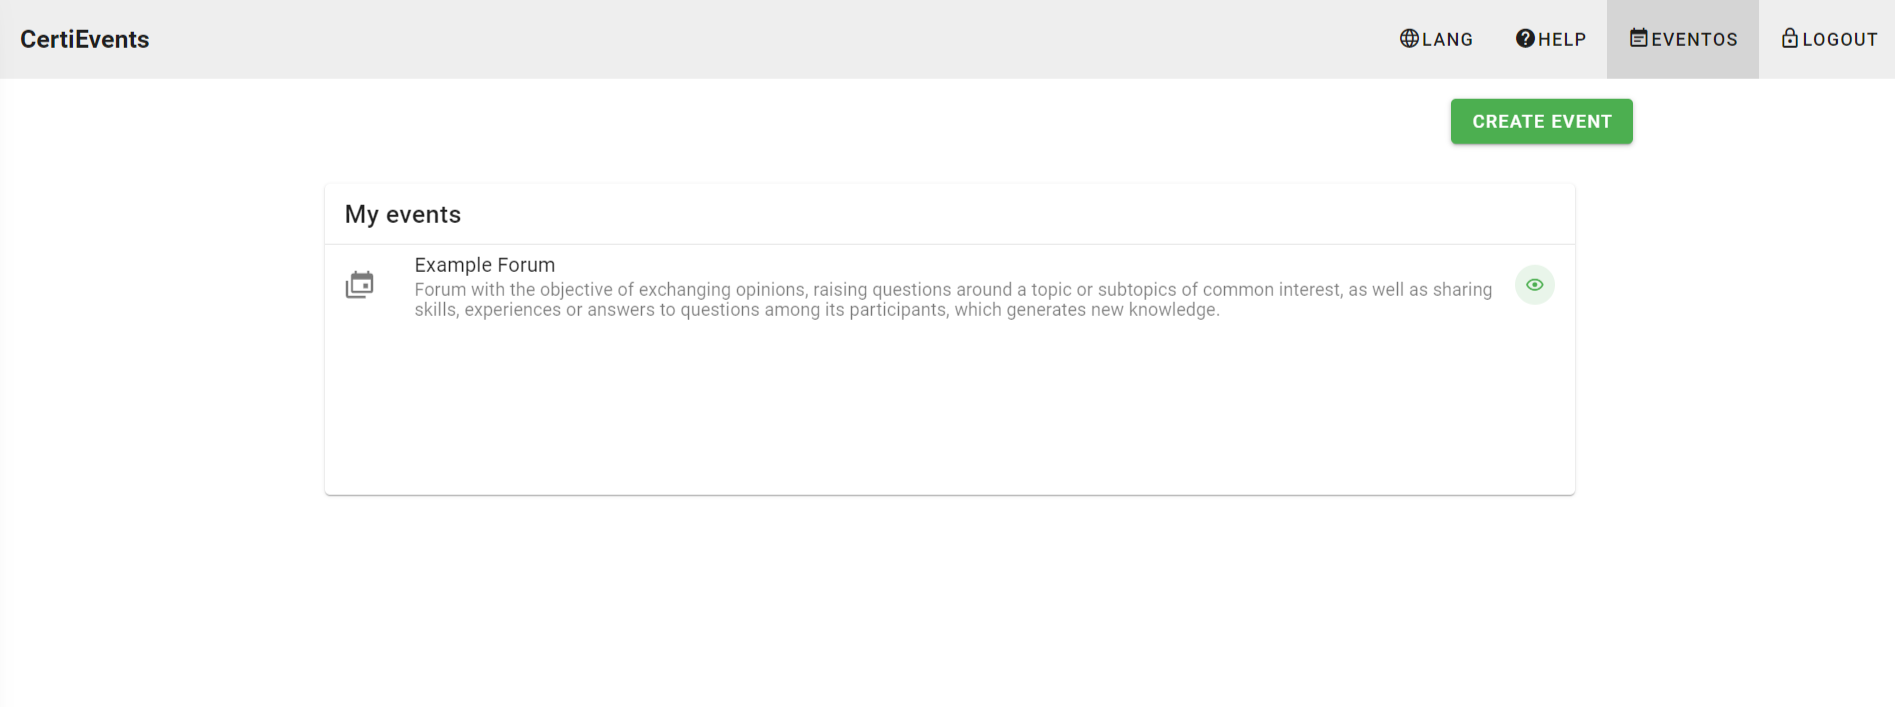 CertiEvents
LANG
HELP
EVENTOS
LOGOUT
CREATE EVENT
My events
Example Forum
Forum with the objective of exchanging opinions, raising questions around a topic or subtopics of common interest, as well as sharing
skills, experiences or answers to questions among its participants, which generates new knowledge.